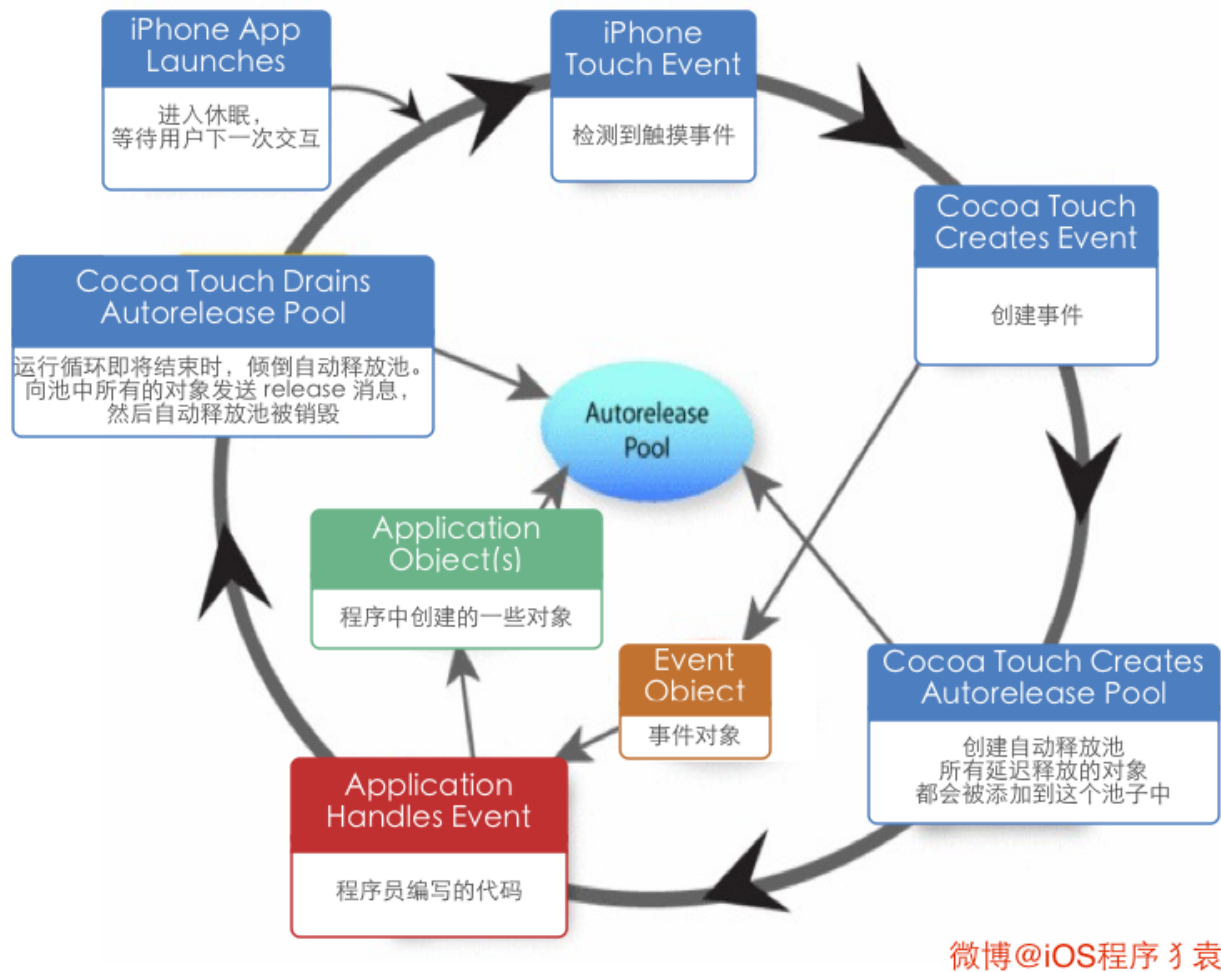 iPhone App
Launches
进入休眠，
等待用户下一次交互
iPhone
Touch Event
检测到触摸事件
Cocoa Touch
Creates Event
创建事件
Cocoa Touch Drains
Autorelease Pool
运行循环即将结束时，倾倒自动释放池。
向池中所有的对象发送 release 消息，
然后自动释放池被销毁
Autorelease
Pool
Application
Object(s)
程序中创建的一些对象
Event
Object
事件对象
Cocoa Touch Creates
Autorelease Pool
创建自动释放池
所有延迟释放的对象
都会被添加到这个池子中
Application
Handles Event
程序员编写的代码
微博@iOS程序犭袁